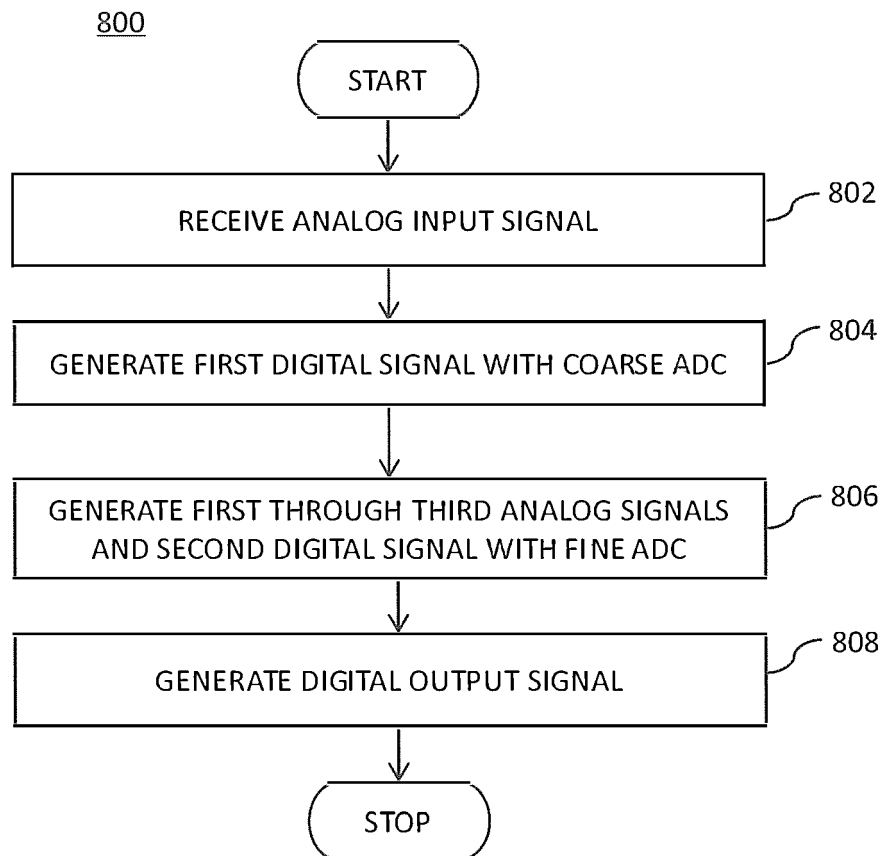 800
START
RECEIVE ANALOG INPUT SIGNAL
802
GENERATE FIRST DIGITAL SIGNAL WITH COARSE ADC
804
GENERATE FIRST THROUGH THIRD ANALOG SIGNALS
AND SECOND DIGITAL SIGNAL WITH FINE ADC
806
GENERATE DIGITAL OUTPUT SIGNAL
808
STOP